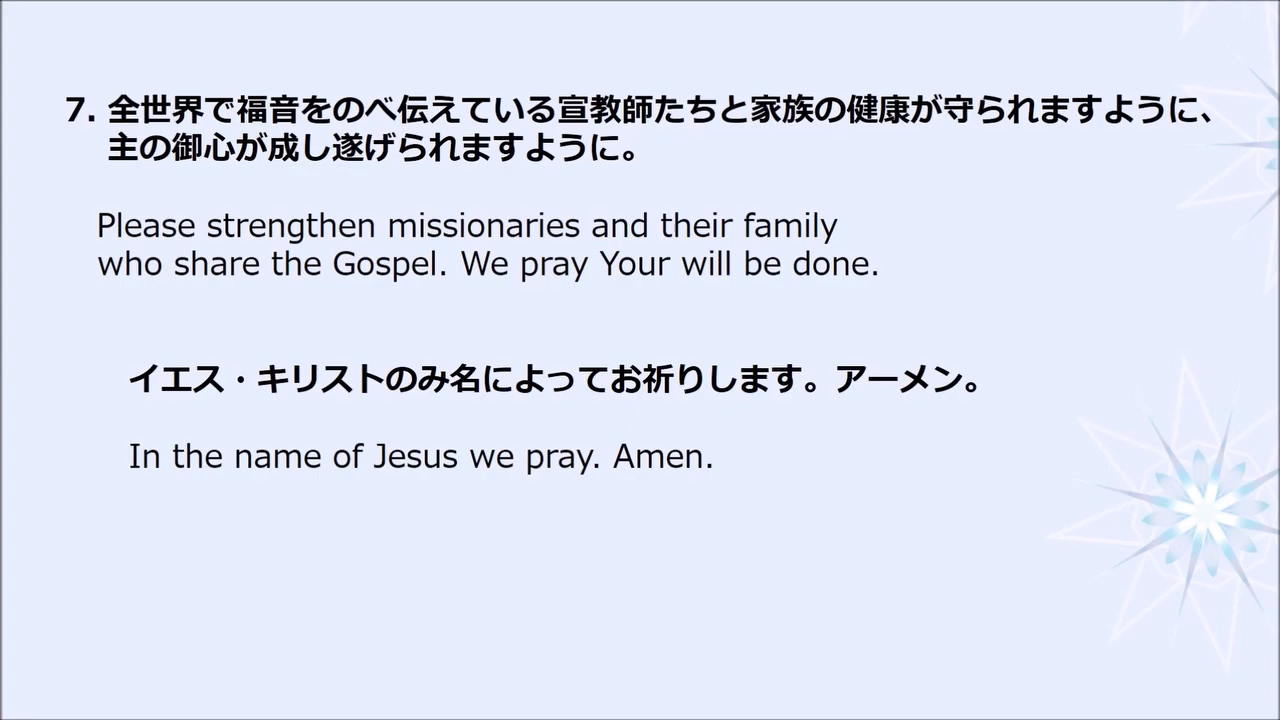 7. 全世界で福音をのべ伝えている宣教師たちと家族の健康が守られますように、
主の御心が成し遂げられますように。
Please strengthen missionaries and their family
who share the Gospel. We pray Your will be done.
イエス・キリストのみ名によってお祈りします。アーメン。
In the name of Jesus we pray. Amen.